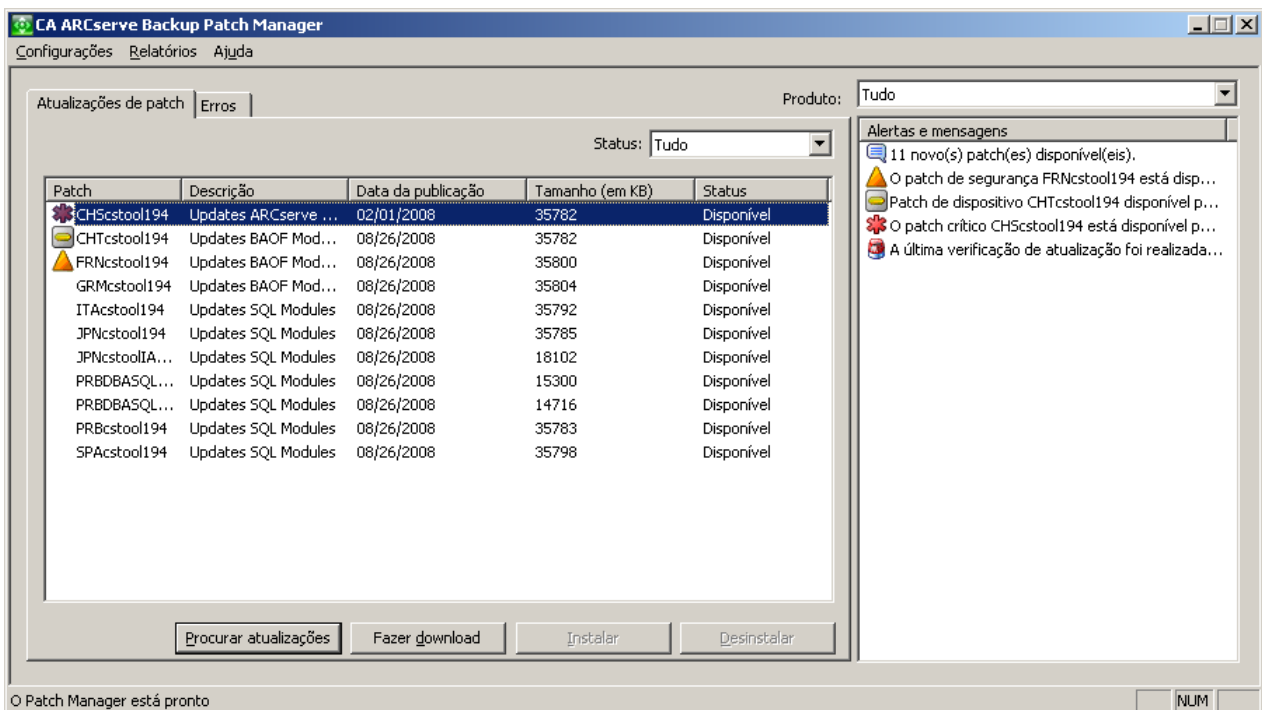 CA ARCserve Backup Patch Manager
Configurações Relatórios Ajuda
Atualizações de patch Erros
Produto: Tudo
Status: Tudo
Patch Descrição Data da publicação Tamanho (em KB) Status
CHScstool194 Updates ARCserve ... 02/01/2008 35782 Disponível
CHTcstool194 Updates BAOF Mod... 08/26/2008 35782 Disponível
FRNcstool194 Updates BAOF Mod... 08/26/2008 35800 Disponível
GRMcstool194 Updates BAOF Mod... 08/26/2008 35804 Disponível
ITAcstool194 Updates SQL Modules 08/26/2008 35792 Disponível
JPNcstool194 Updates SQL Modules 08/26/2008 35785 Disponível
JPNcstoolIA... Updates SQL Modules 08/26/2008 18102 Disponível
PRBDBASQL... Updates SQL Modules 08/26/2008 15300 Disponível
PRBDBASQL... Updates SQL Modules 08/26/2008 14716 Disponível
PRBcstool194 Updates SQL Modules 08/26/2008 35783 Disponível
SPAcstool194 Updates SQL Modules 08/26/2008 35798 Disponível
Procurar atualizações Fazer download Instalar Desinstalar
Alertas e mensagens
11 novo(s) patch(es) disponível(eis).
O patch de segurança FRNcstool194 está disp...
Patch de dispositivo CHTcstool194 disponível p...
O patch crítico CHScstool194 está disponível p...
A última verificação de atualização foi realizada...
O Patch Manager está pronto
NUM